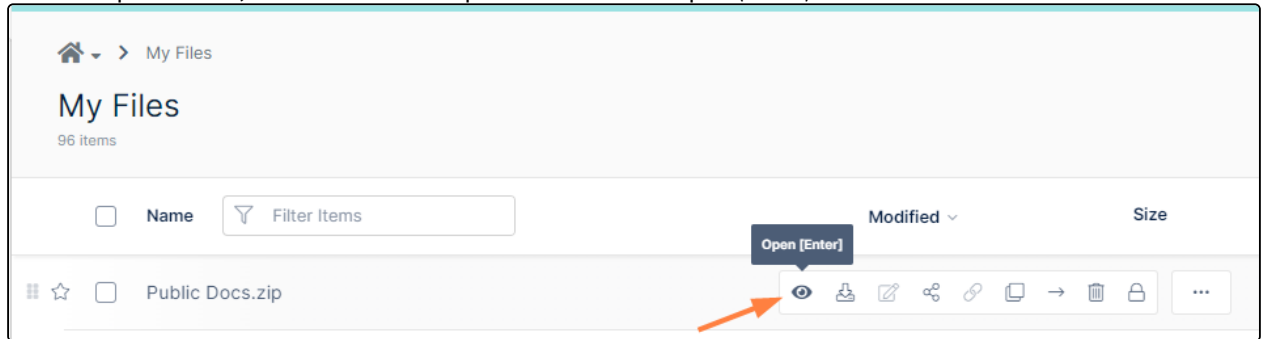 My Files
My Files
96 items
Name
Filter Items
Modified
Size
Open [Enter]
Public Docs.zip